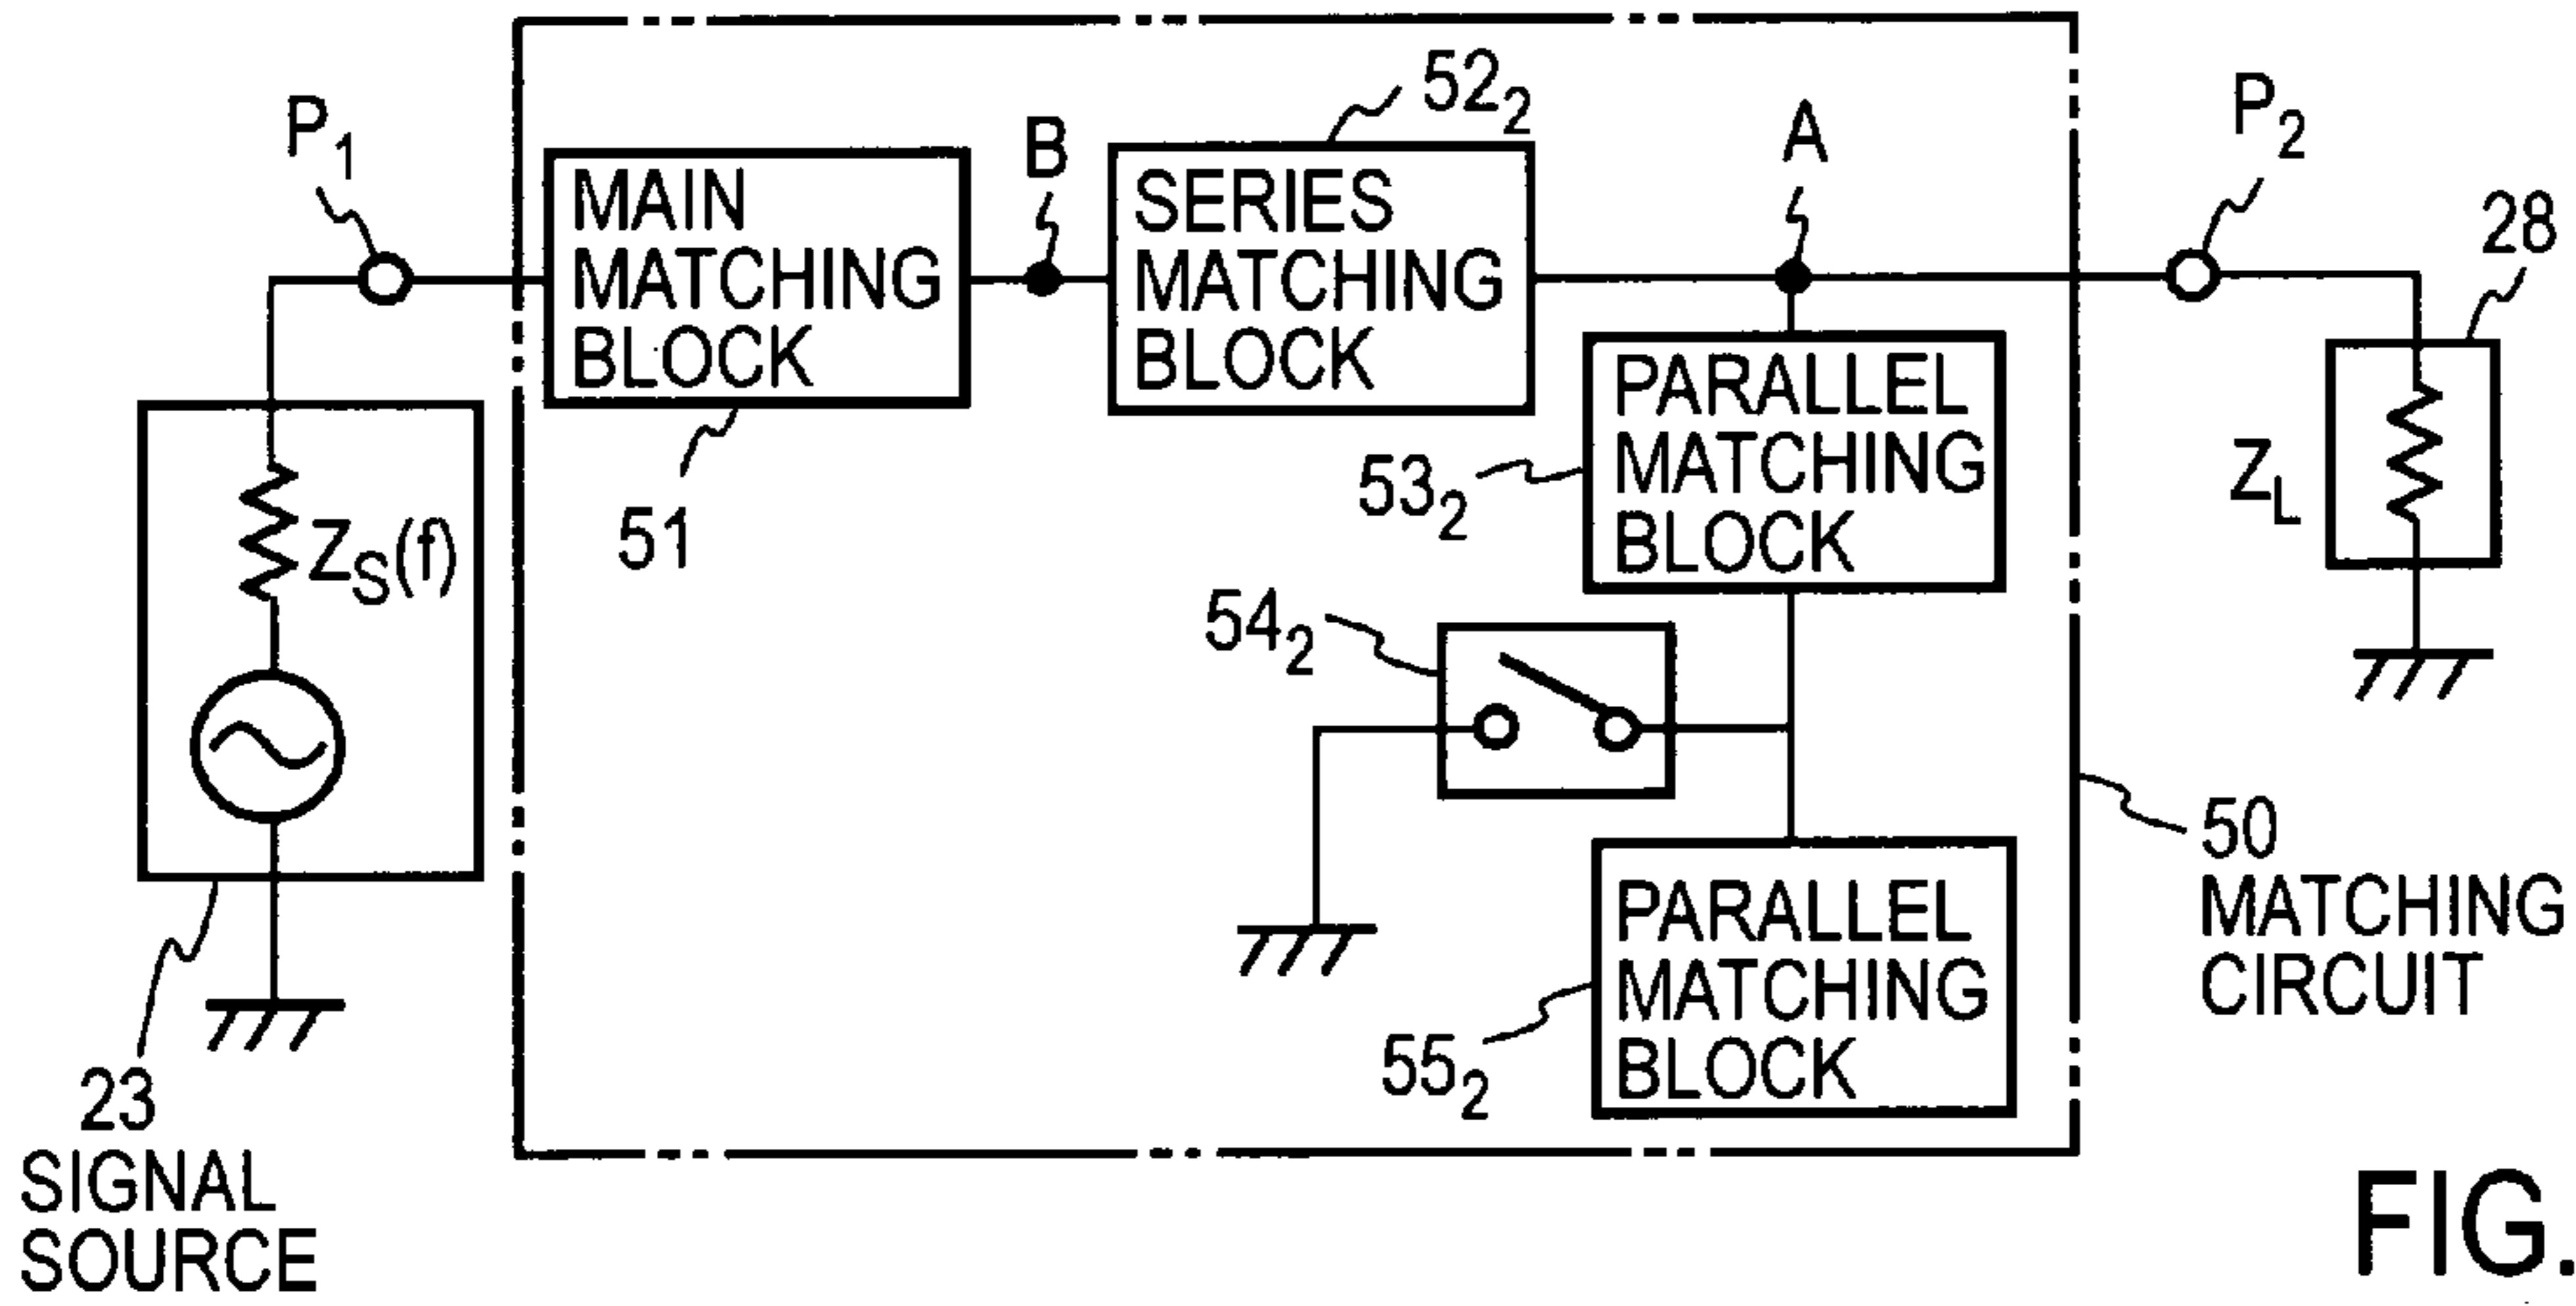 P1
B
522
A
P2
28
MAIN
MATCHING
BLOCK
SERIES
MATCHING
BLOCK
PARALLEL
MATCHING
BLOCK
51
532
ZS(f)
ZL
542
50
MATCHING
CIRCUIT
PARALLEL
MATCHING
BLOCK
552
23
SIGNAL
SOURCE
FIG.